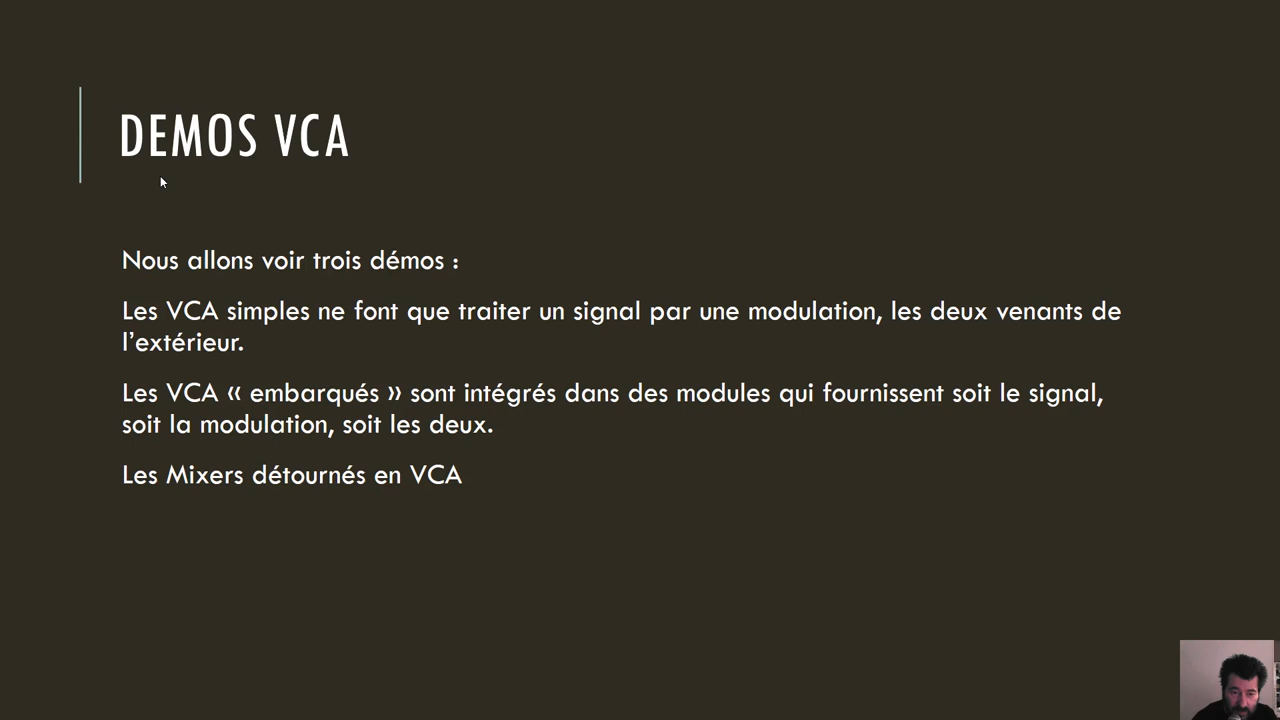 DEMOS VCA
Nous allons voir trois démos :
Les VCA simples ne font que traiter un signal par une modulation, les deux venants de
l’extérieur.
Les VCA « embarqués » sont intégrés dans des modules qui fournissent soit le signal,
soit la modulation, soit les deux.
Les Mixers détournés en VCA